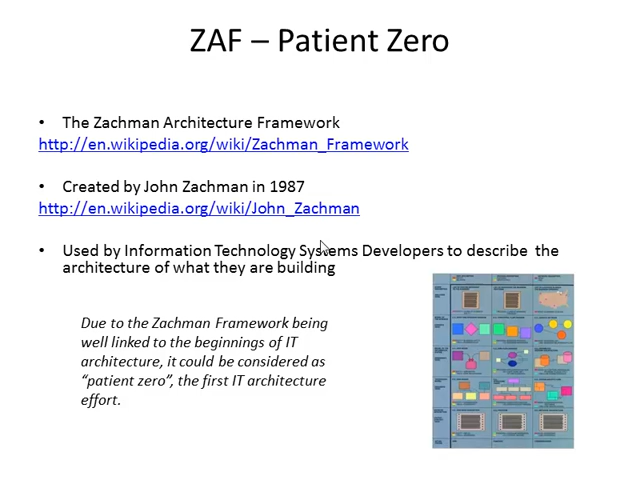 ZAF – Patient Zero
• The Zachman Architecture Framework
http://en.wikipedia.org/wiki/Zachman_Framework
• Created by John Zachman in 1987
http://en.wikipedia.org/wiki/John_Zachman
• Used by Information Technology Systems Developers to describe the
architecture of what they are building
Due to the Zachman Framework being
well linked to the beginnings of IT
architecture, it could be considered as
“patient zero”, the first IT architecture
effort.